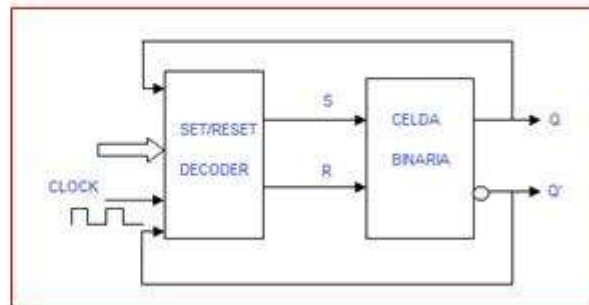 S
SET/RESET
DECODER
CELDA
BINARIA
Q
R
CLOCK
Q'